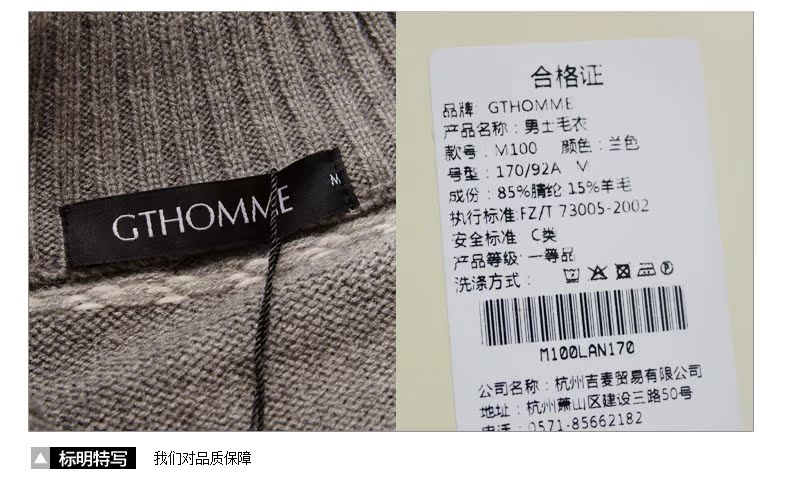 GTHOMME
M
合格证
品牌: GTHOMME
产品名称：男士毛衣
款号：M100 颜色：兰色
号型：170/92A M
成份：85%腈纶 15%羊毛
执行标准:FZ/T 73005-2002
安全标准 C类
产品等级: 一等品
洗涤方式：
M100LAN170
公司名称：杭州吉麦贸易有限公司
地址：杭州萧山区建设三路50号
电话：0571-85662182
标明特写
我们对品质保障